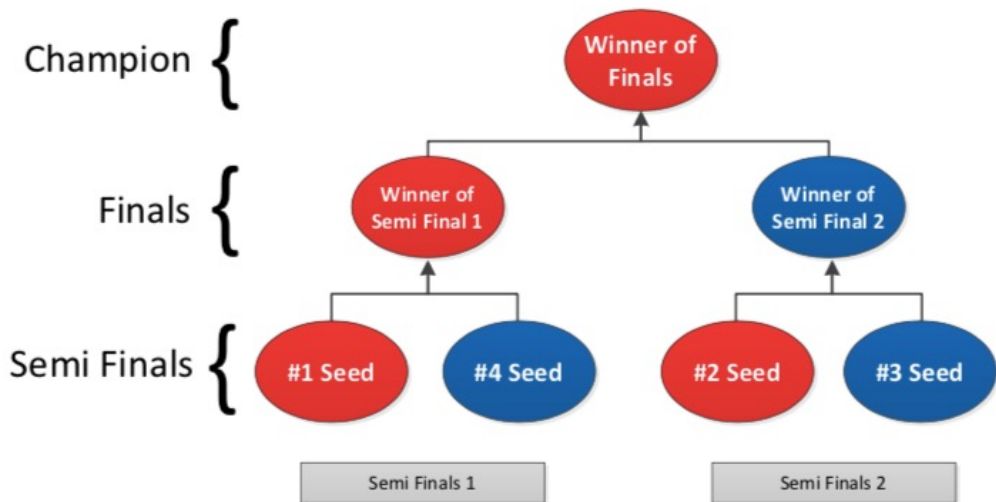 Champion
Winner of
Finals
Finals
Winner of
Semi Final 1
Winner of
Semi Final 2
Semi Finals
#1 Seed
#4 Seed
#2 Seed
#3 Seed
Semi Finals 1
Semi Finals 2